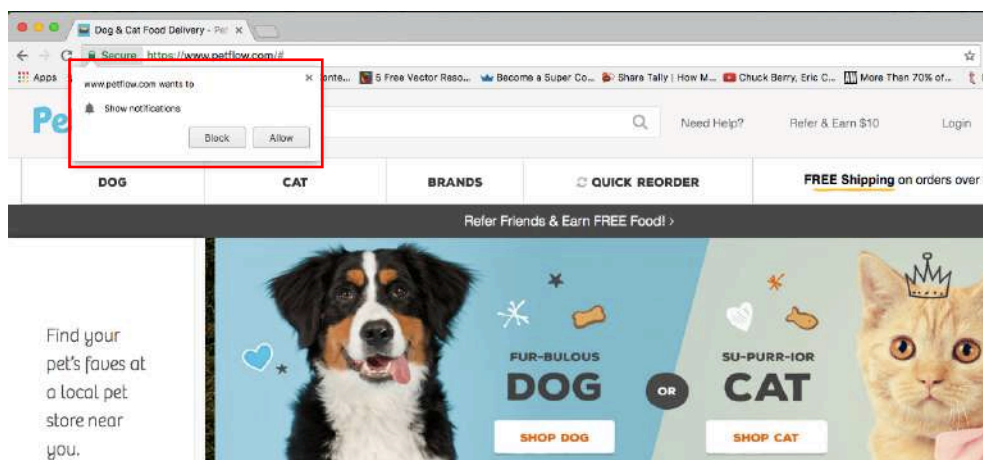 Dog & Cat Food Delivery - Pet
Secure https://www.petflow.com/#
Apps
5 Free Vector Reso... Become a Super Co... Share Tally | How M... Chuck Berry, Eric C... More Than 70% of...
www.petflow.com wants to
Show notifications
Block Allow
Need Help? Refer & Earn $10 Login
DOG CAT BRANDS QUICK REORDER FREE Shipping on orders over
Refer Friends & Earn FREE Food! >
Find your
pet's faves at
a local pet
store near
you.
FUR-BULOUS
DOG
SHOP DOG
OR
SU-PURR-IOR
CAT
SHOP CAT